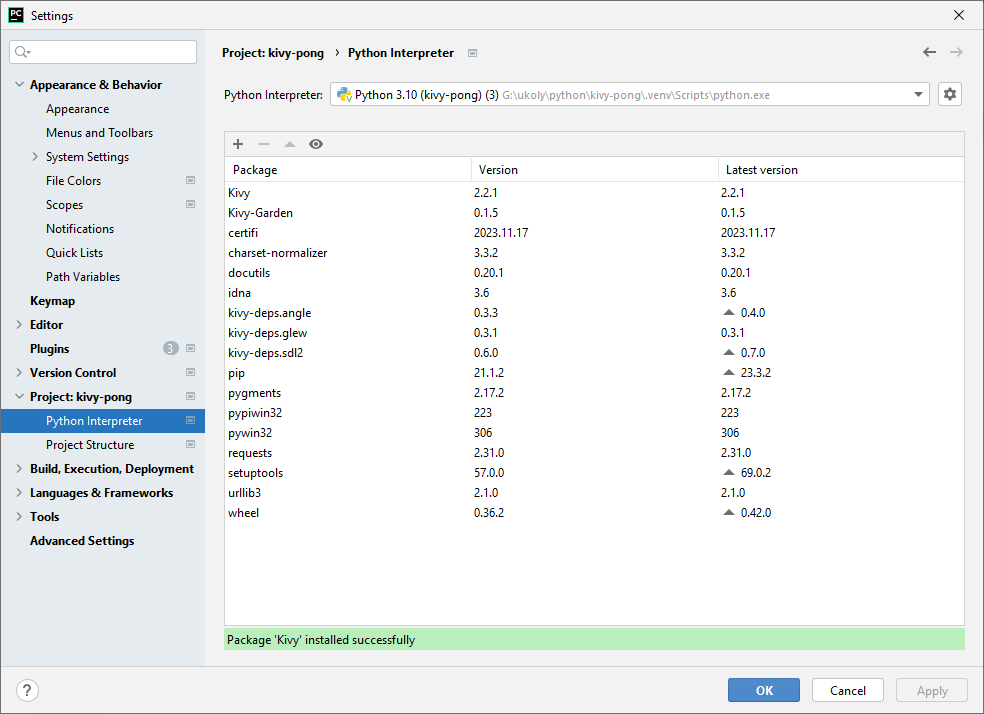 PC
Settings
Project: kivy-pong › Python Interpreter
Appearance & Behavior
Appearance
Menus and Toolbars
System Settings
File Colors
Scopes
Notifications
Quick Lists
Path Variables
Keymap
Editor
Plugins 3
Version Control
Project: kivy-pong
Python Interpreter
Project Structure
Build, Execution, Deployment
Languages & Frameworks
Tools
Advanced Settings
Python Interpreter: Python 3.10 (kivy-pong) (3) G:\ukoly\python\kivy-pong\.venv\Scripts\python.exe
Package Version Latest version
Kivy 2.2.1 2.2.1
Kivy-Garden 0.1.5 0.1.5
certifi 2023.11.17 2023.11.17
charset-normalizer 3.3.2 3.3.2
docutils 0.20.1 0.20.1
idna 3.6 3.6
kivy-deps.angle 0.3.3 0.4.0
kivy-deps.glew 0.3.1 0.3.1
kivy-deps.sdl2 0.6.0 0.7.0
pip 21.1.2 23.3.2
pygments 2.17.2 2.17.2
pypiwin32 223 223
pywin32 306 306
requests 2.31.0 2.31.0
setuptools 57.0.0 69.0.2
urllib3 2.1.0 2.1.0
wheel 0.36.2 0.42.0
Package 'Kivy' installed successfully
? OK Cancel Apply